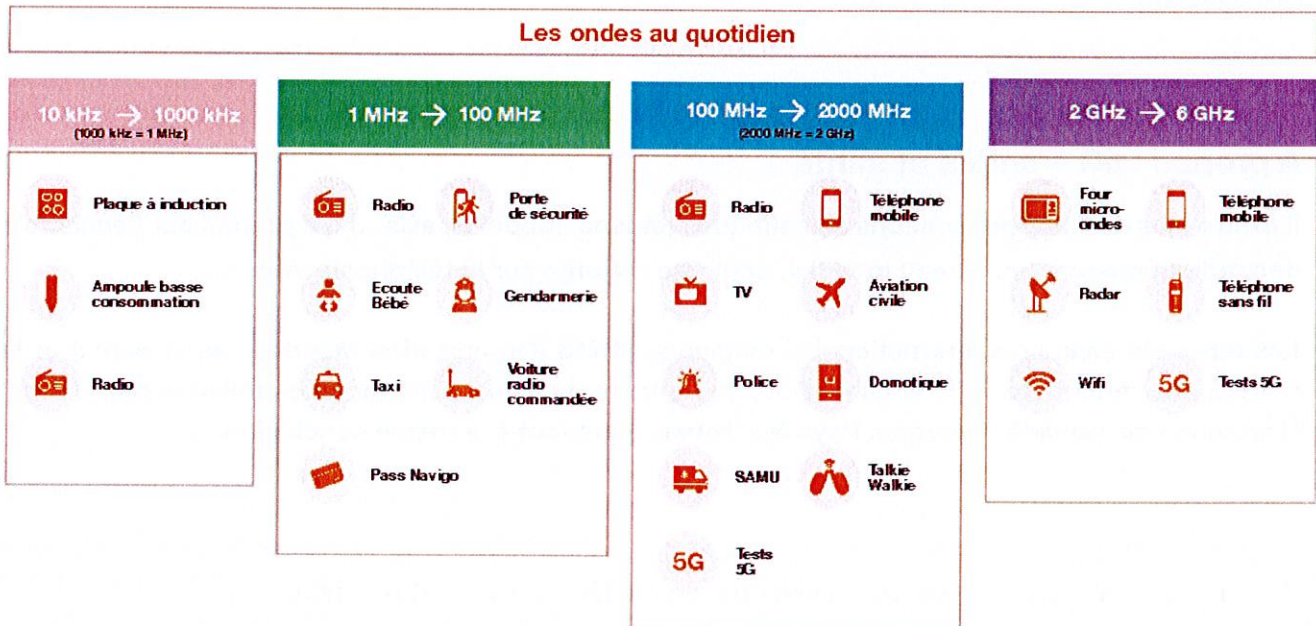 Les ondes au quotidien
10 kHz → 1000 kHz
(1000 kHz = 1 MHz)
Plaque à induction
Ampoule basse
consommation
Radio
1 MHz → 100 MHz
Radio
Porte
de sécurité
Ecoute
Bébé
Gendarmerie
Taxi
Voiture
radio
commandée
Pass Navigo
100 MHz → 2000 MHz
(2000 MHz = 2 GHz)
Radio
Téléphone
mobile
TV
Aviation
civile
Police
Domotique
SAMU
Talkie
Walkie
5G
Tests
5G
2 GHz → 6 GHz
Four
micro-
ondes
Téléphone
mobile
Radar
Téléphone
sans fil
Wifi
5G
Tests 5G